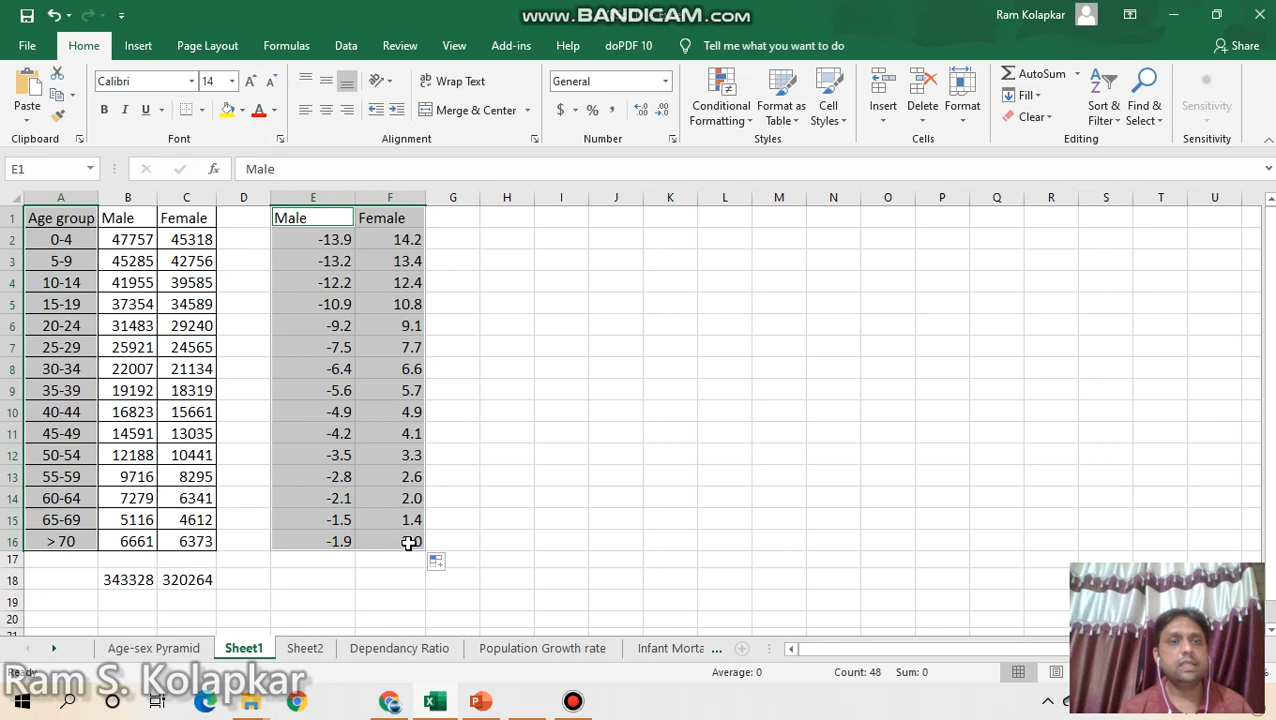 www.BANDICAM.com
Ram Kolapkar
File Home Insert Page Layout Formulas Data Review View Add-ins Help doPDF 10 Tell me what you want to do Share
Paste Calibri 14 Wrap Text General Conditional Formatting Format as Table Cell Styles Insert Delete Format AutoSum Sort & Filter Find & Select Sensitivity
B I U Merge & Center $ % , Fill
Clear
Clipboard Font Alignment Number Styles Cells Editing Sensitivity
E1 fx Male
A B C D E F G H I J K L M N O P Q R S T U
1 Age group Male Female Male Female
2 0-4 47757 45318 -13.9 14.2
3 5-9 45285 42756 -13.2 13.4
4 10-14 41955 39585 -12.2 12.4
5 15-19 37354 34589 -10.9 10.8
6 20-24 31483 29240 -9.2 9.1
7 25-29 25921 24565 -7.5 7.7
8 30-34 22007 21134 -6.4 6.6
9 35-39 19192 18319 -5.6 5.7
10 40-44 16823 15661 -4.9 4.9
11 45-49 14591 13035 -4.2 4.1
12 50-54 12188 10441 -3.5 3.3
13 55-59 9716 8295 -2.8 2.6
14 60-64 7279 6341 -2.1 2.0
15 65-69 5116 4612 -1.5 1.4
16 > 70 6661 6373 -1.9
17
18 343328 320264
19
20
Age-sex Pyramid Sheet1 Sheet2 Dependancy Ratio Population Growth rate Infant Morta ...
Average: 0 Count: 48 Sum: 0
Ram S. Kolapkar